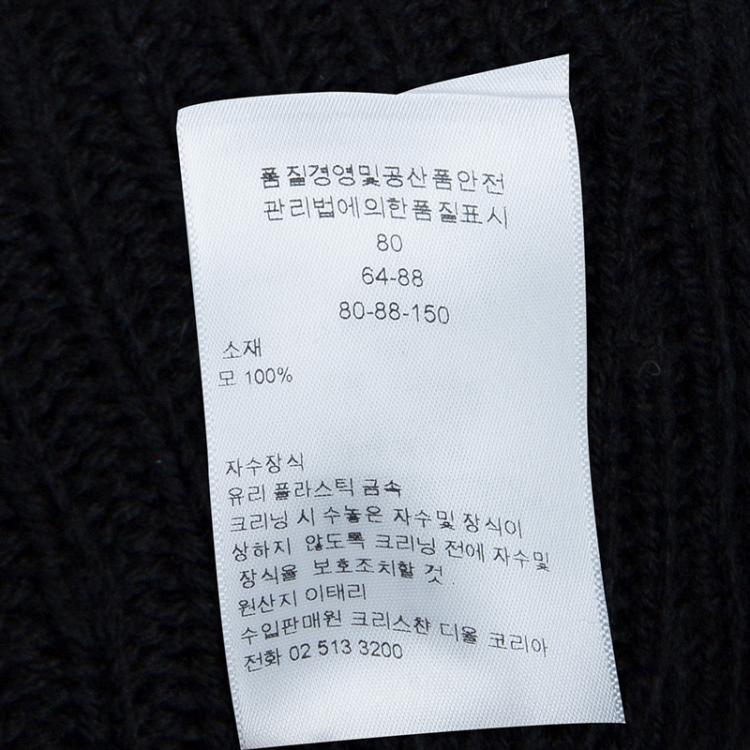 품질경영및공산품안전
관리법에의한품질표시
80
64-88
80-88-150
소재
모 100%
자수장식
유리 플라스틱 금속
크리닝 시 수놓은 자수및 장식이
상하지 않도록 크리닝 전에 자수및
장식을 보호조치할 것.
원산지 이태리
수입판매원 크리스챤 디올 코리아
전화 02 513 3200